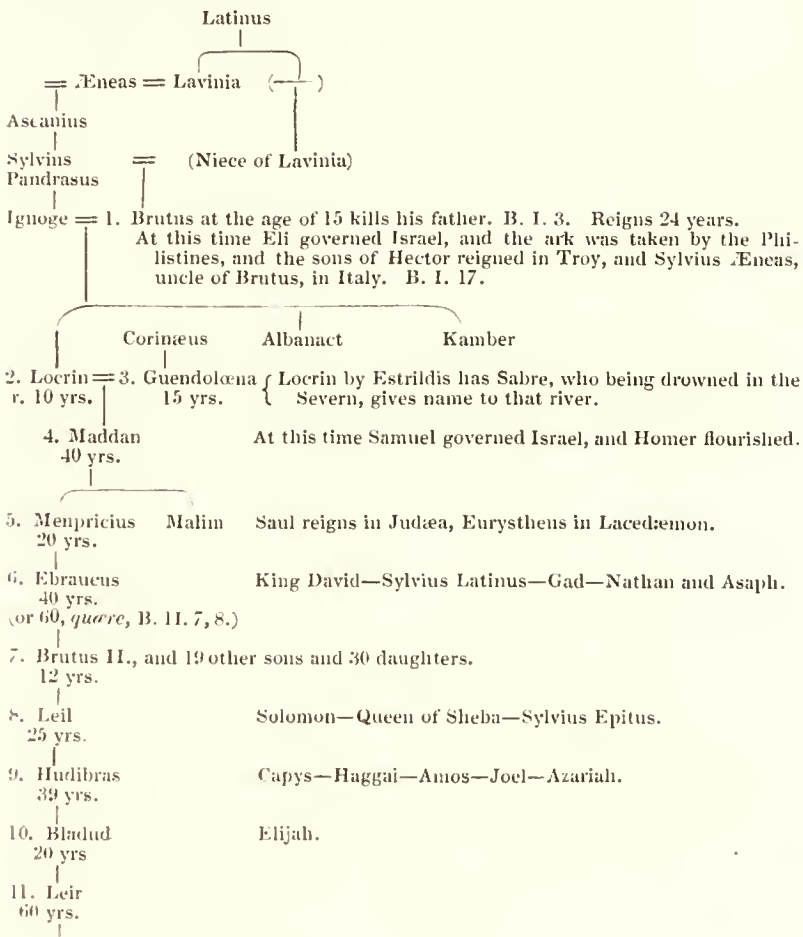 Latinus
= Æneas = Lavinia (—— )
Ascanius
Sylvius = (Niece of Lavinia)
Pandrasus
Ignoge = 1. Brutus at the age of 15 kills his father. B. I. 3. Reigns 24 years.
At this time Eli governed Israel, and the ark was taken by the Phi-
listines, and the sons of Hector reigned in Troy, and Sylvius Æneas,
uncle of Brutus, in Italy. B. I. 17.
Corinæus Albanact Kamber
2. Locrin = 3. Guendolœna { Locrin by Estrildis has Sabre, who being drowned in the
r. 10 yrs. 15 yrs. Severn, gives name to that river.
4. Maddan At this time Samuel governed Israel, and Homer flourished.
40 yrs.
5. Menpricius Malim Saul reigns in Judæa, Eurysthens in Lacedæmon.
20 yrs.
6. Ebraucus King David—Sylvius Latinus—Gad—Nathan and Asaph.
40 yrs.
(or 60, quære, B. II. 7, 8.)
7. Brutus II., and 19 other sons and 30 daughters.
12 yrs.
8. Leil Solomon—Queen of Sheba—Sylvius Epitus.
25 yrs.
9. Hudibras Capys—Haggai—Amos—Joel—Azariah.
39 yrs.
10. Bladud Elijah.
20 yrs
11. Leir
60 yrs.